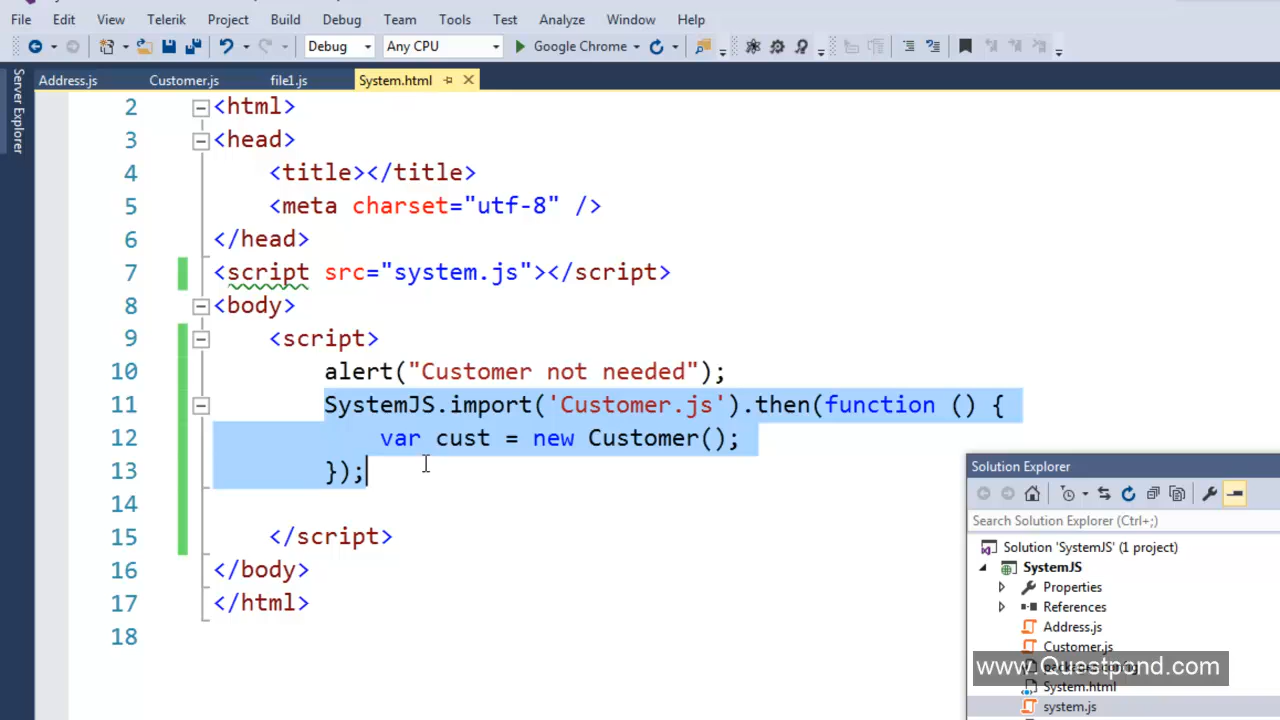 File Edit View Telerik Project Build Debug Team Tools Test Analyze Window Help
Debug Any CPU Google Chrome
Server Explorer
Address.js Customer.js file1.js System.html
2 <html>
3 <head>
4 <title></title>
5 <meta charset="utf-8" />
6 </head>
7 <script src="system.js"></script>
8 <body>
9 <script>
10 alert("Customer not needed");
11 SystemJS.import('Customer.js').then(function () {
12 var cust = new Customer();
13 });
14
15 </script>
16 </body>
17 </html>
18
Solution Explorer
Search Solution Explorer (Ctrl+;)
Solution 'SystemJS' (1 project)
SystemJS
Properties
References
Address.js
Customer.js
www.Questpond.com
System.html
system.js